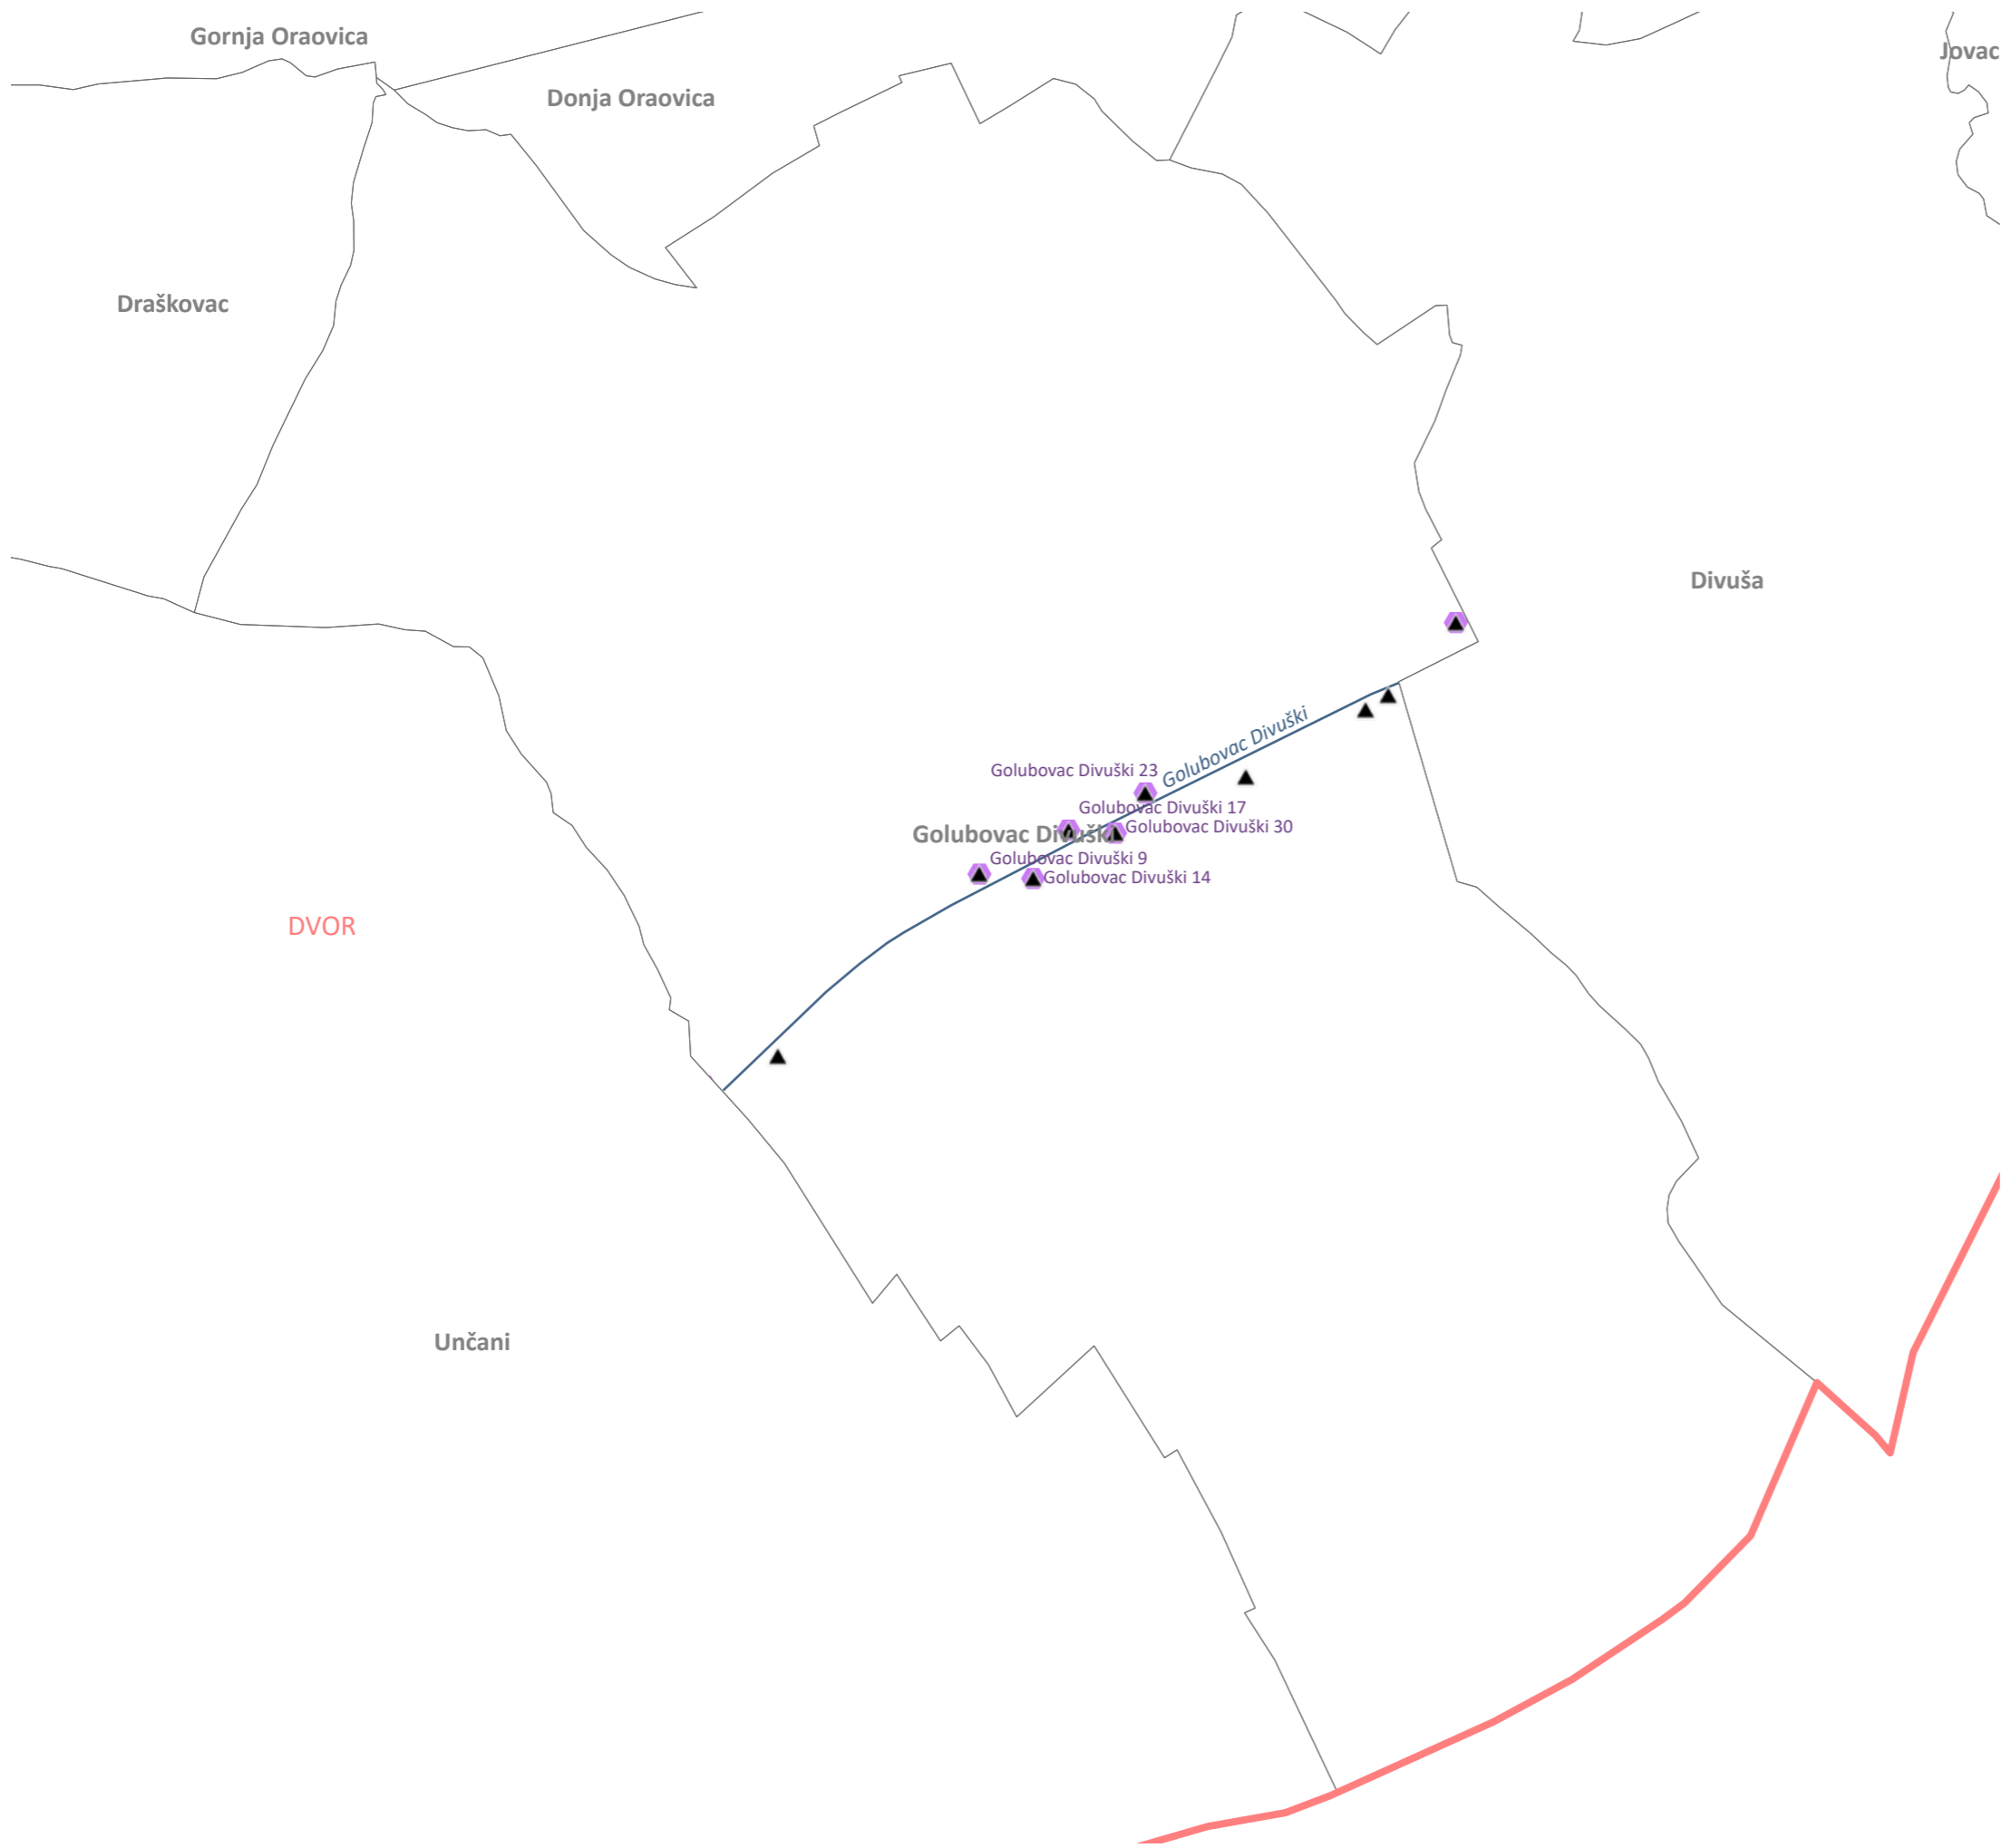 Gornja Oraovica
Jovac
Donja Oraovica
Draškovac
Divuša
Golubovac Divuški
Golubovac Divuški 23
Golubovac Divuški 17
Golubovac Divuški 30
Golubovac Divuški
Golubovac Divuški 9
Golubovac Divuški 14
DVOR
Unčani